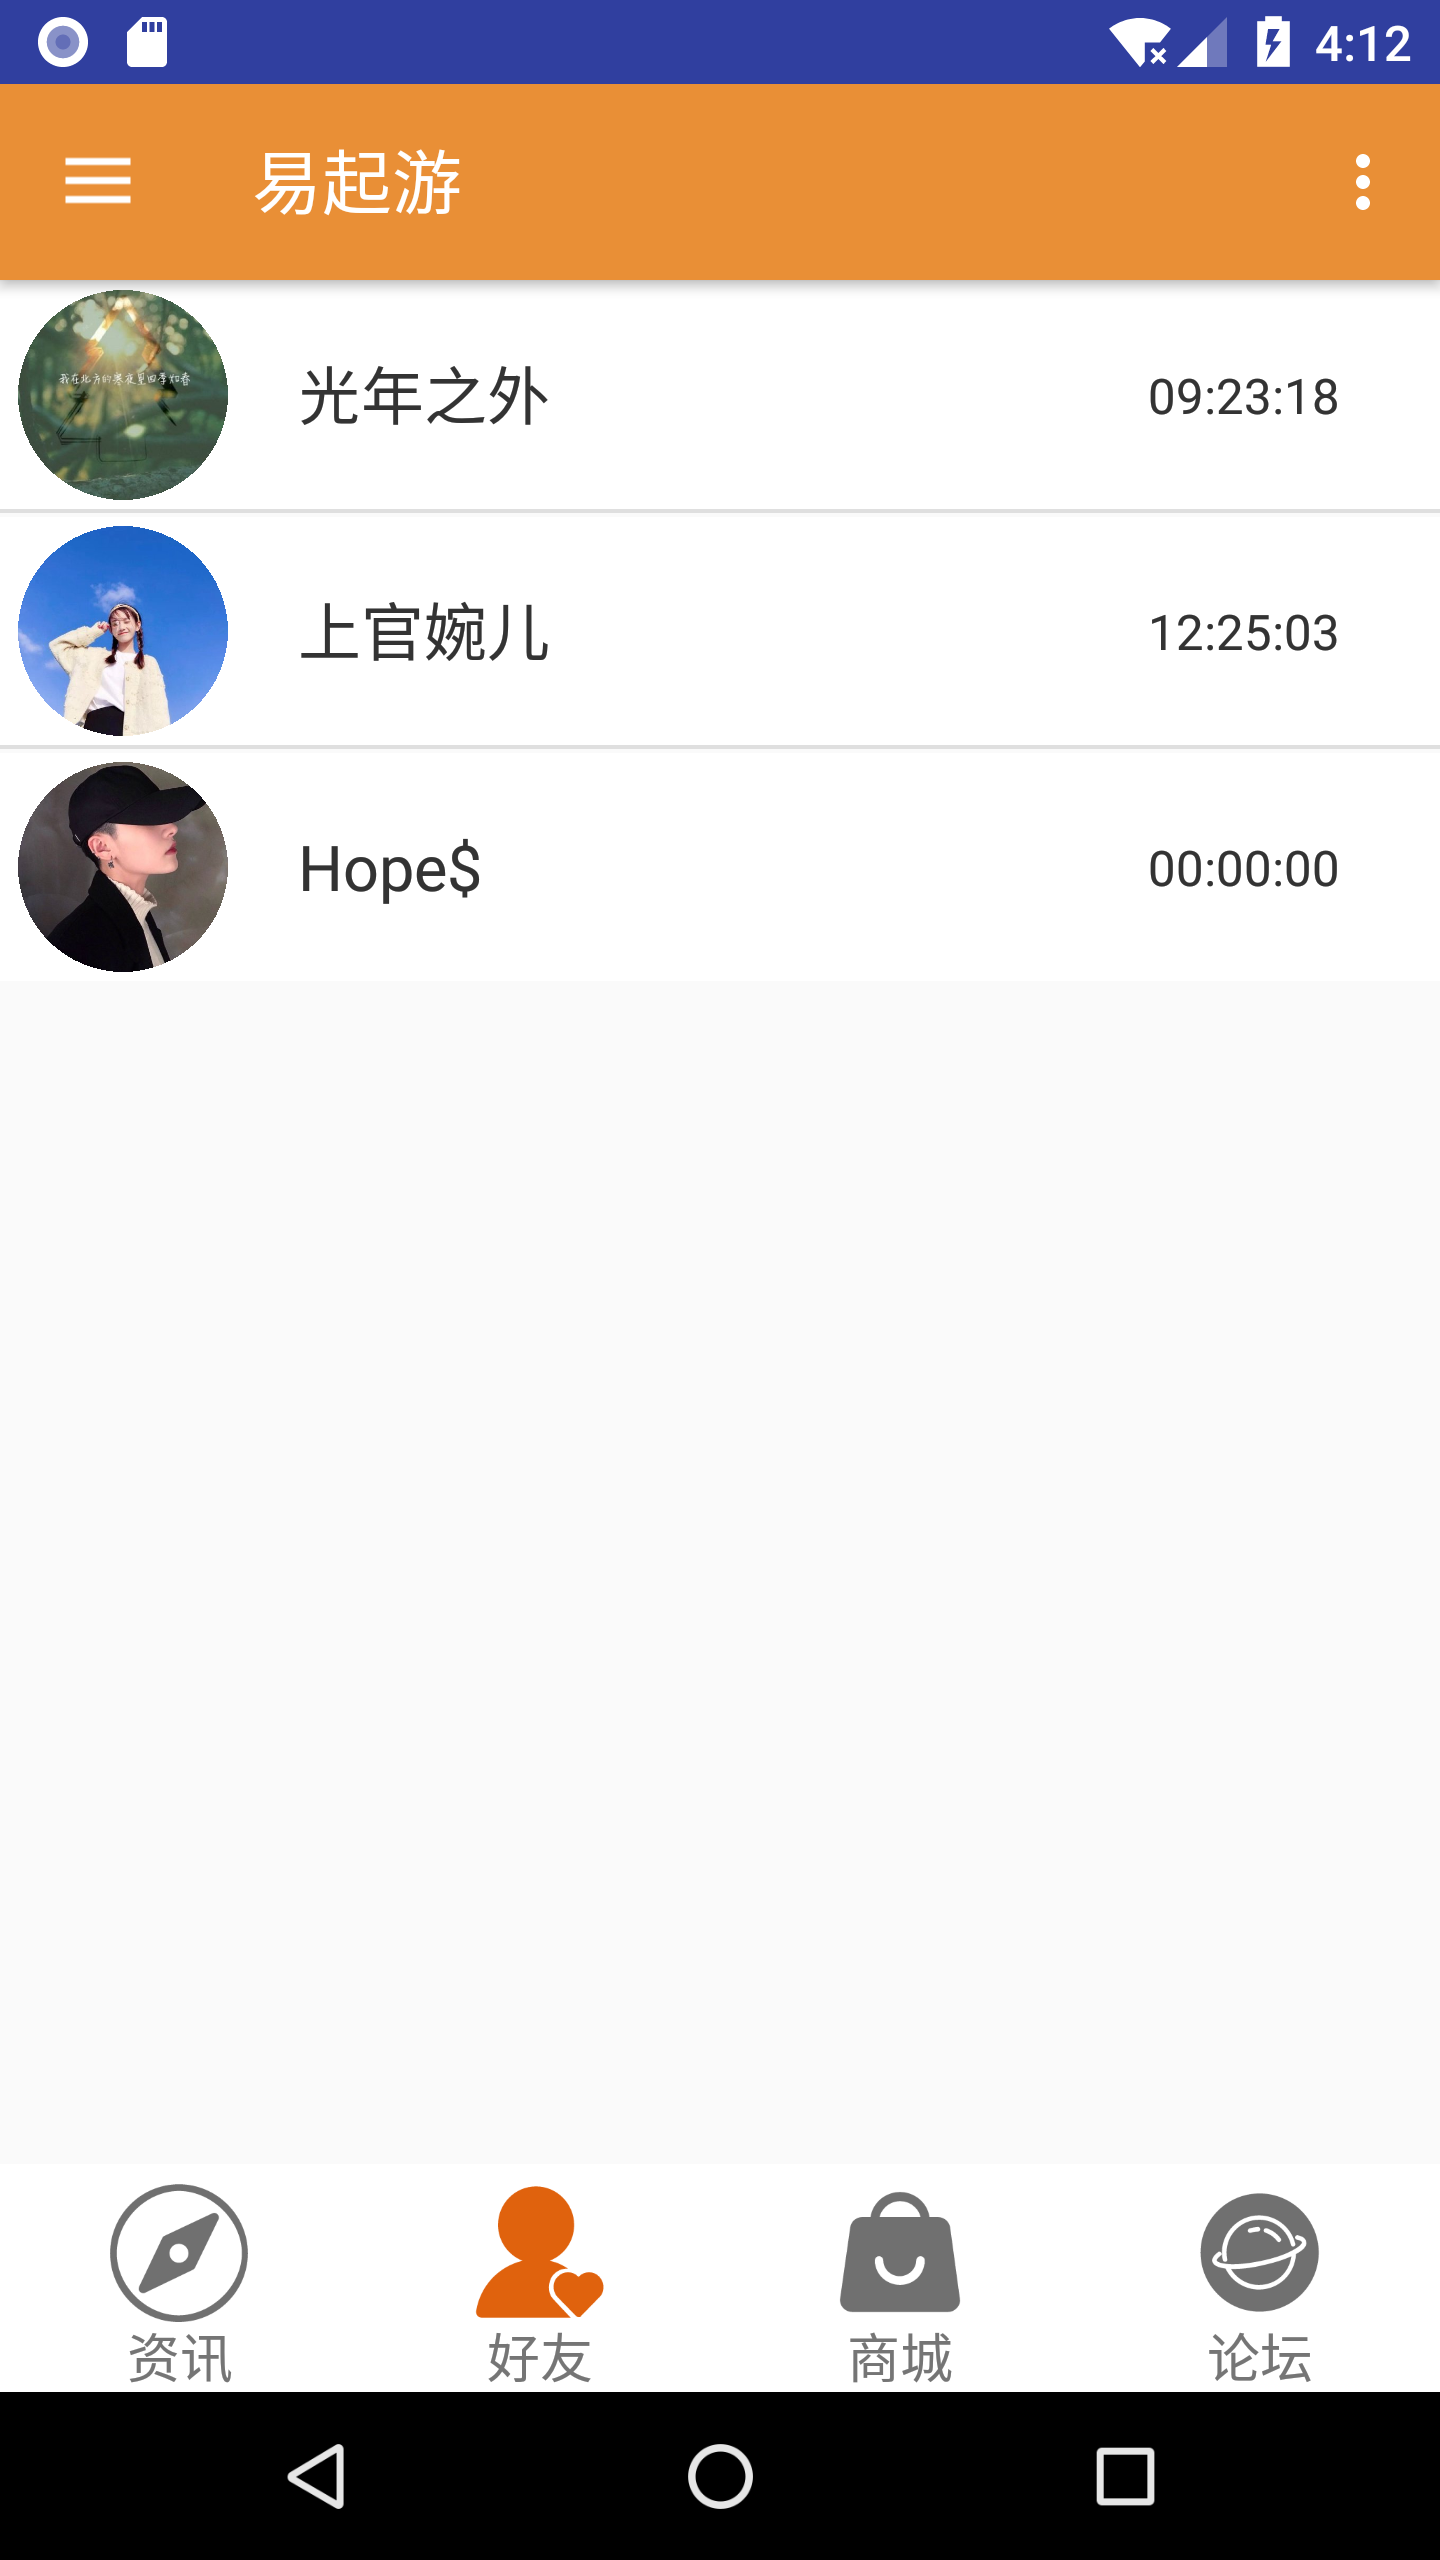 4:12
易起游
我在北方的寒夜里四季如春
光年之外
09:23:18
上官婉儿
12:25:03
Hope$
00:00:00
资讯
好友
商城
论坛